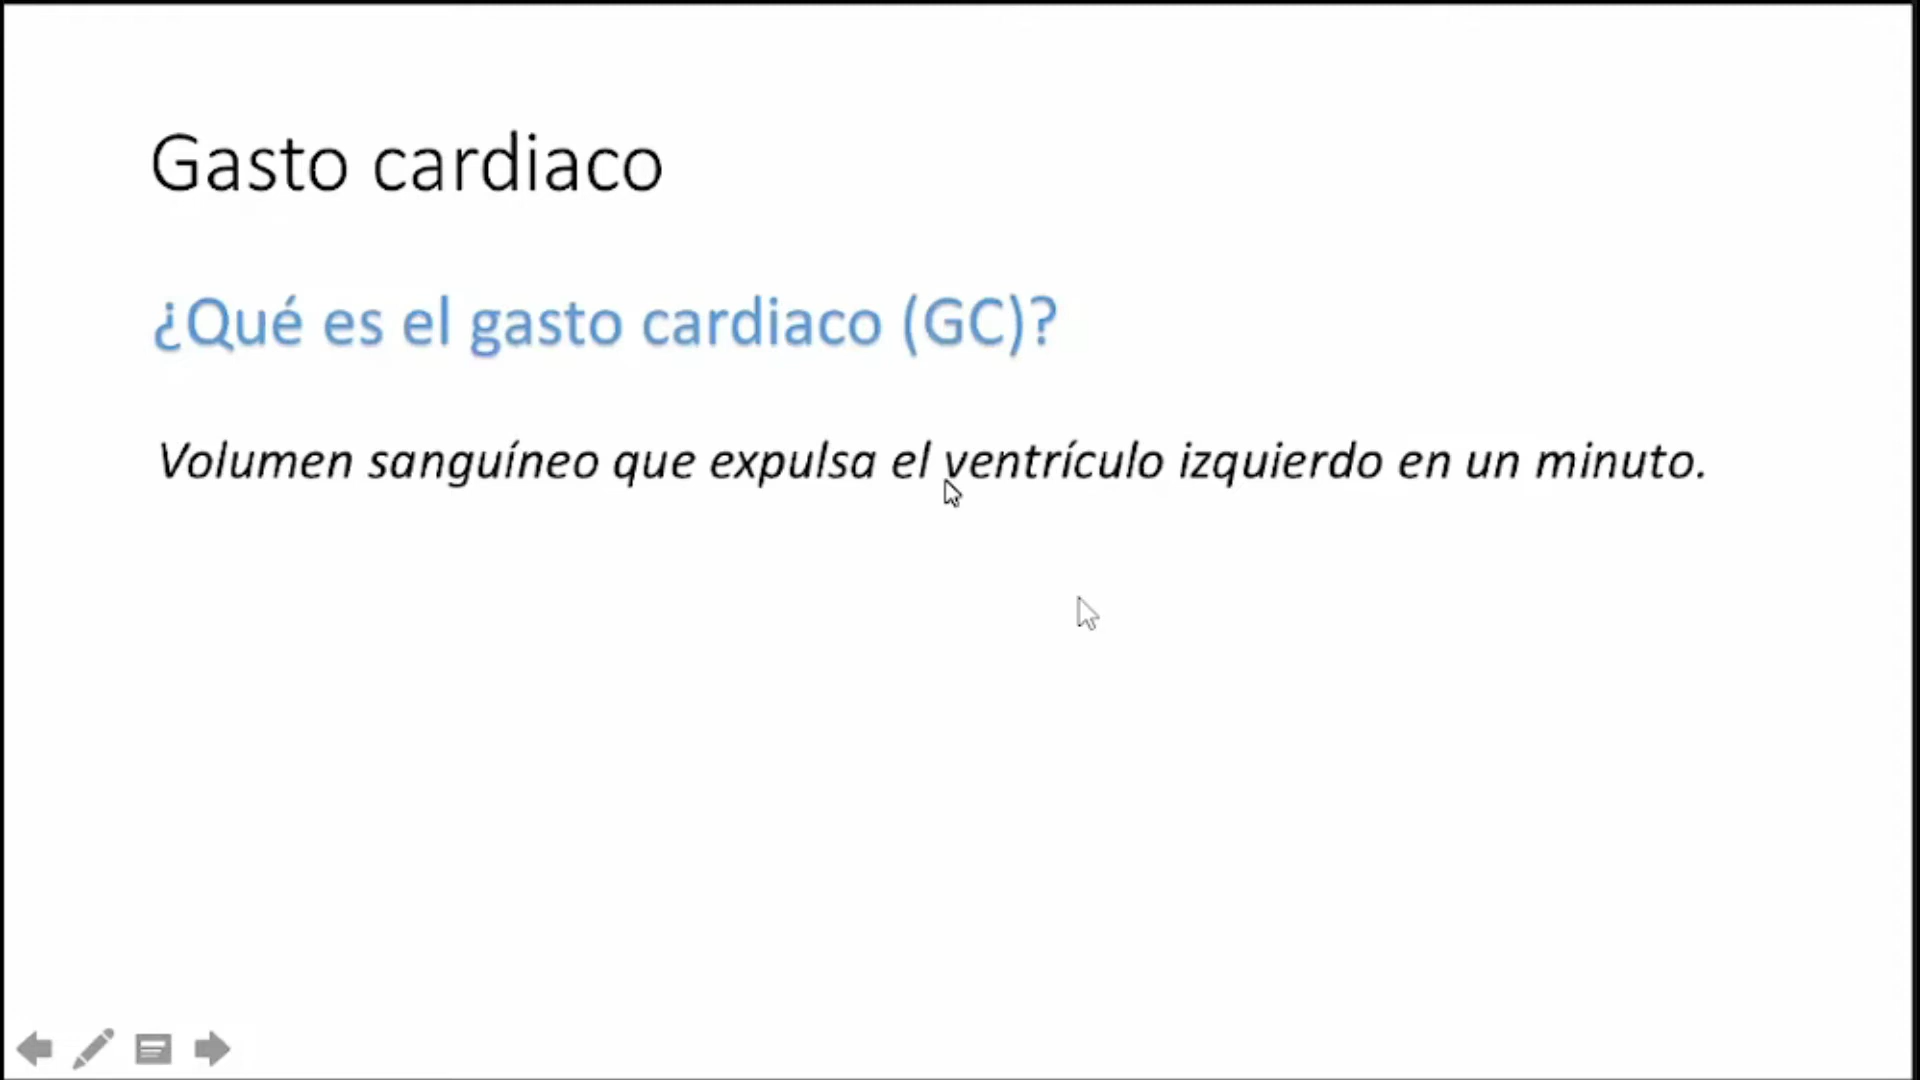 Gasto cardiaco
¿Qué es el gasto cardiaco (GC)?
Volumen sanguíneo que expulsa el ventrículo izquierdo en un minuto.